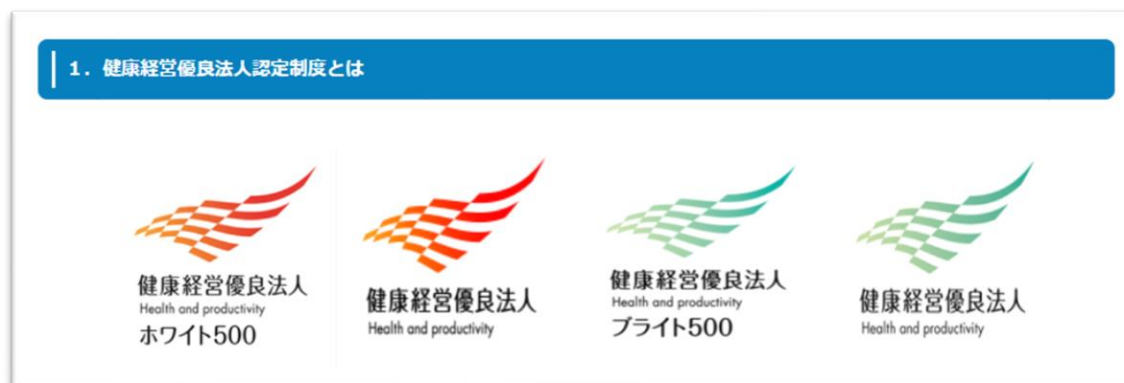 1. 健康経営優良法人認定制度とは
健康経営優良法人
Health and productivity
ホワイト500
健康経営優良法人
Health and productivity
健康経営優良法人
Health and productivity
ブライト500
健康経営優良法人
Health and productivity